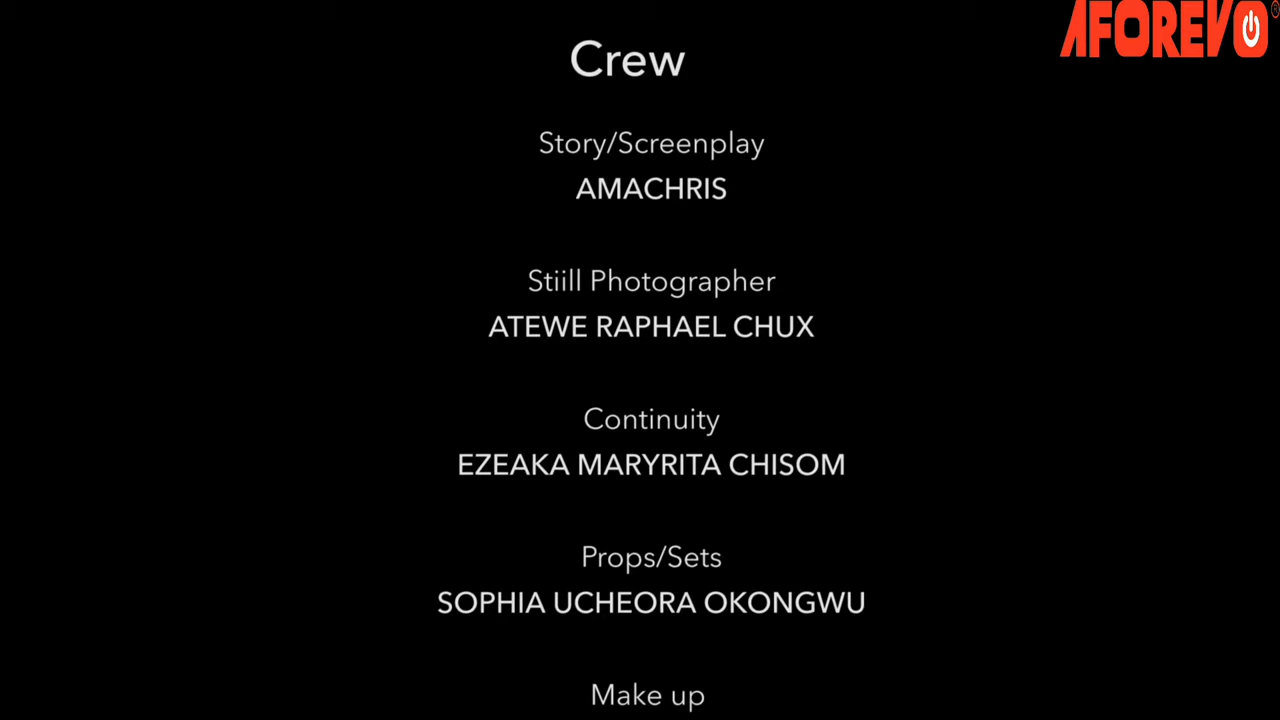 AFOREVO®
Crew
Story/Screenplay
AMACHRIS
Stiill Photographer
ATEWE RAPHAEL CHUX
Continuity
EZEAKA MARYRITA CHISOM
Props/Sets
SOPHIA UCHEORA OKONGWU
Make up